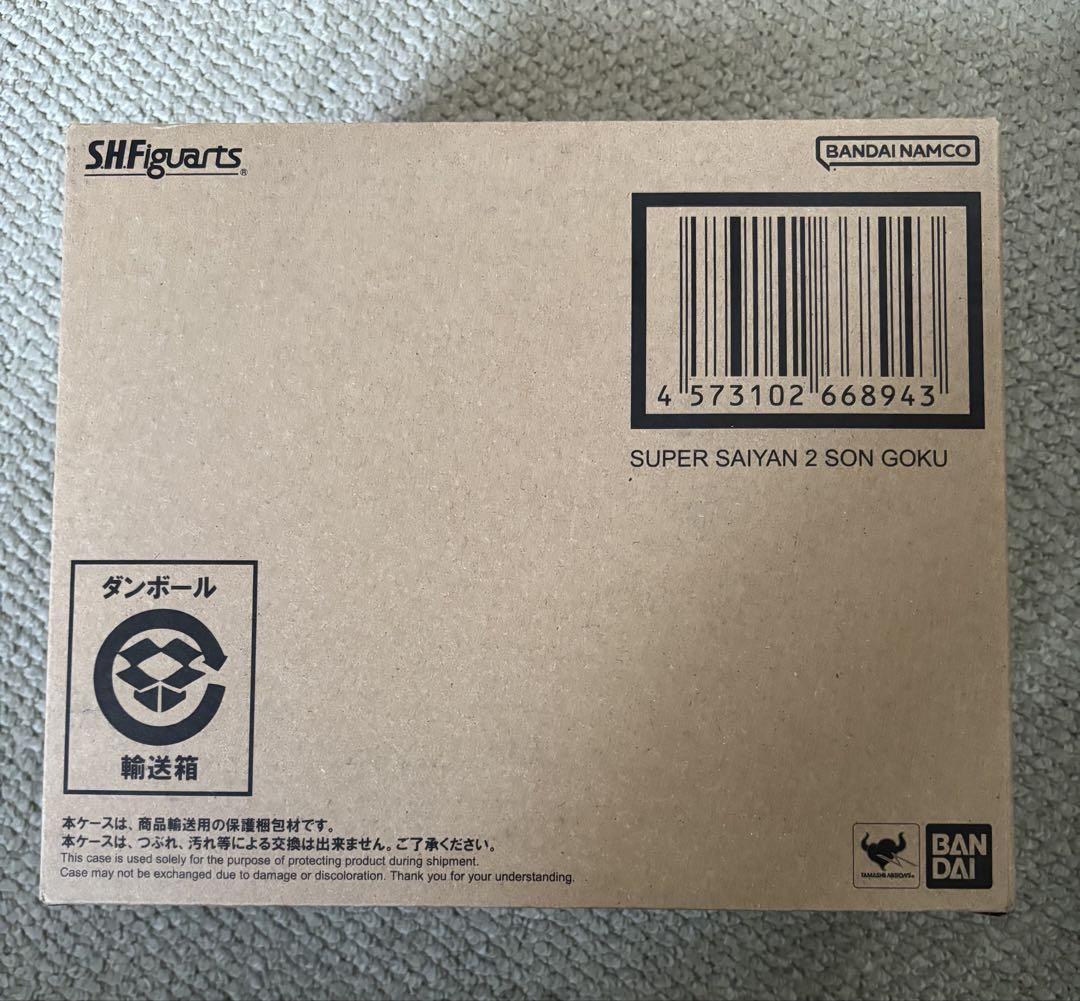 S.H.Figuarts®
BANDAI NAMCO
4 573102 668943
SUPER SAIYAN 2 SON GOKU
ダンボール
輸送箱
本ケースは、商品輸送用の保護梱包材です。
本ケースは、つぶれ、汚れ等による交換は出来ません。ご了承ください。
This case is used solely for the purpose of protecting product during shipment.
Case may not be exchanged due to damage or discoloration. Thank you for your understanding.
TAMASHII NATIONS
BAN
DAI